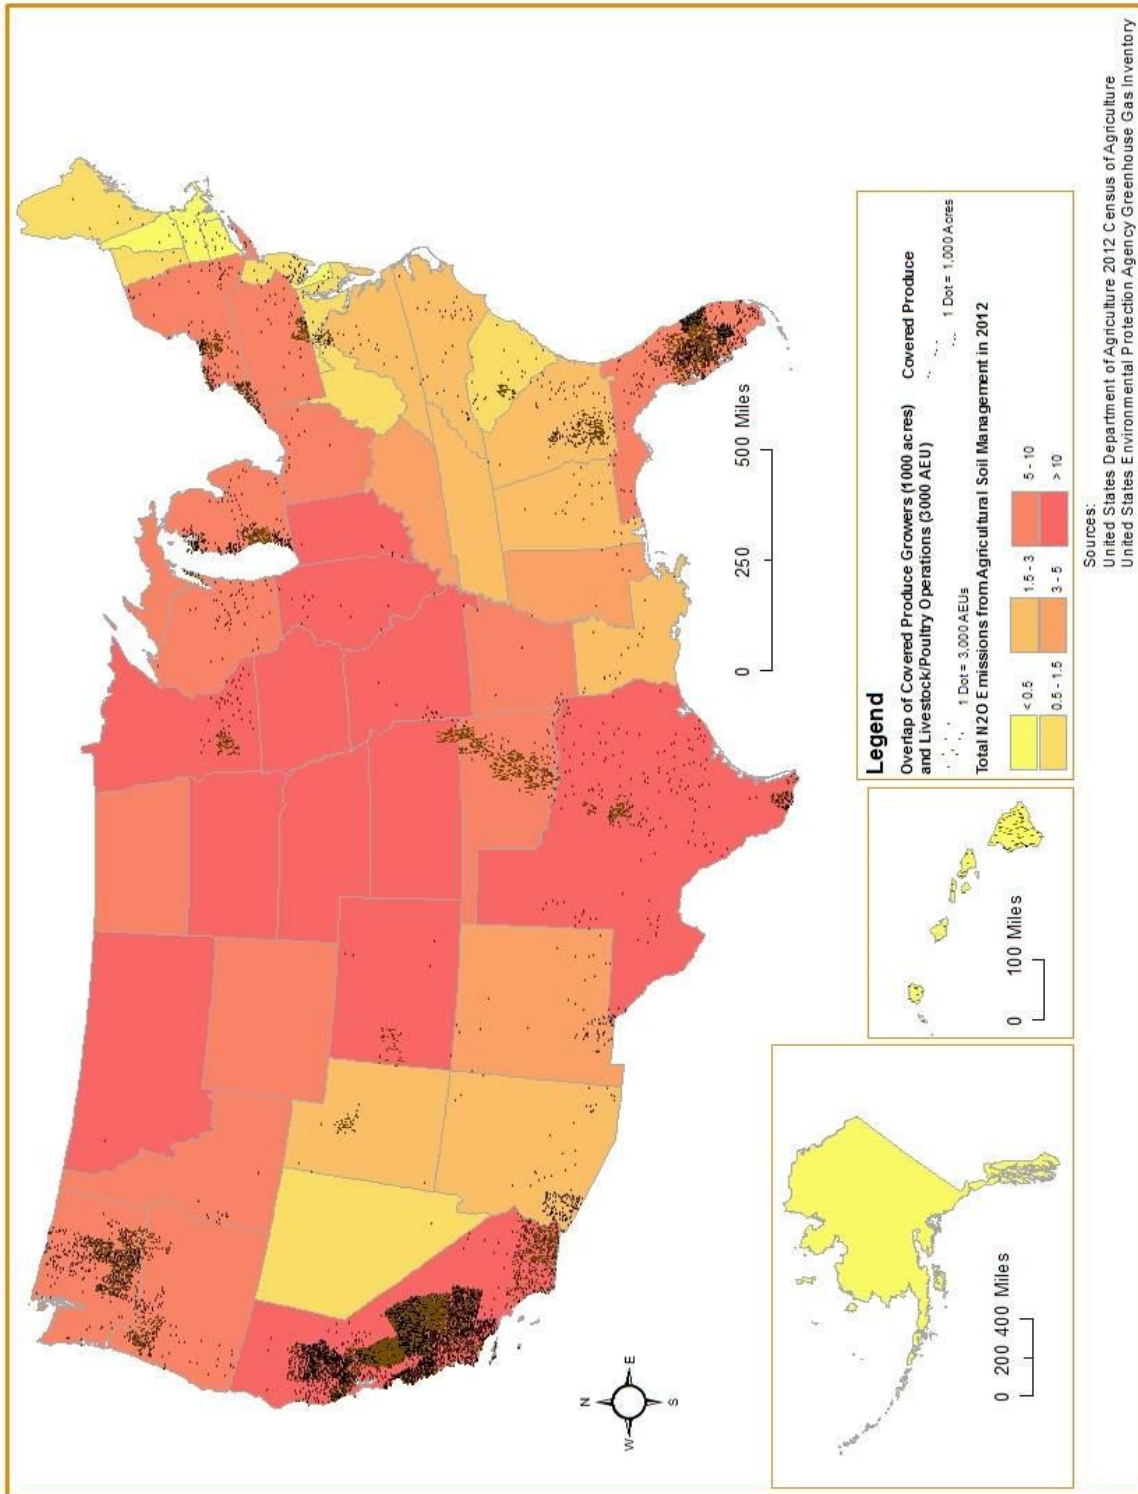 0 250 500 Miles
N
W E
S
0 200 400 Miles
0 100 Miles
Legend
Overlap of Covered Produce Growers (1000 acres)
and Livestock/Poultry Operations (3000 AEU)
1 Dot = 3,000 AEUs
Covered Produce
1 Dot = 1,000 Acres
Total N2O Emissions from Agricultural Soil Management in 2012
< 0.5
0.5 - 1.5
1.5 - 3
3 - 5
5 - 10
> 10
Sources:
United States Department of Agriculture 2012 Census of Agriculture
United States Environmental Protection Agency Greenhouse Gas Inventory